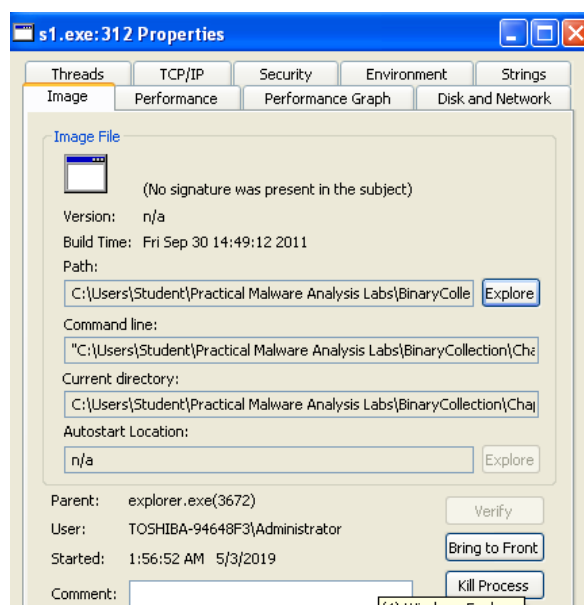 s1.exe:312 Properties
Threads TCP/IP Security Environment Strings
Image Performance Performance Graph Disk and Network
Image File
(No signature was present in the subject)
Version: n/a
Build Time: Fri Sep 30 14:49:12 2011
Path:
C:\Users\Student\Practical Malware Analysis Labs\BinaryColle Explore
Command line:
"C:\Users\Student\Practical Malware Analysis Labs\BinaryCollection\Cha
Current directory:
C:\Users\Student\Practical Malware Analysis Labs\BinaryCollection\Chap
Autostart Location:
n/a Explore
Parent: explorer.exe(3672)
Verify
User: TOSHIBA-94648F3\Administrator
Bring to Front
Started: 1:56:52 AM 5/3/2019
Kill Process
Comment: